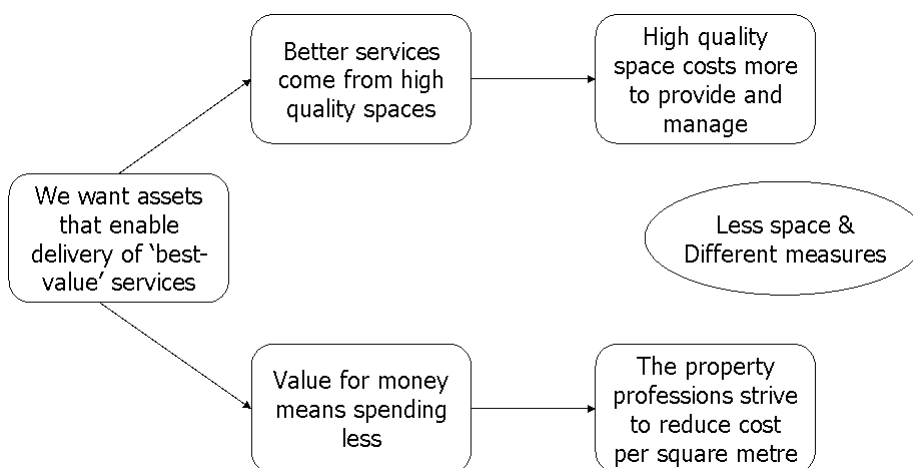 Better services
come from high
quality spaces
High quality
space costs more
to provide and
manage
We want assets
that enable
delivery of ‘best-
value’ services
Less space &
Different measures
Value for money
means spending
less
The property
professions strive
to reduce cost
per square metre